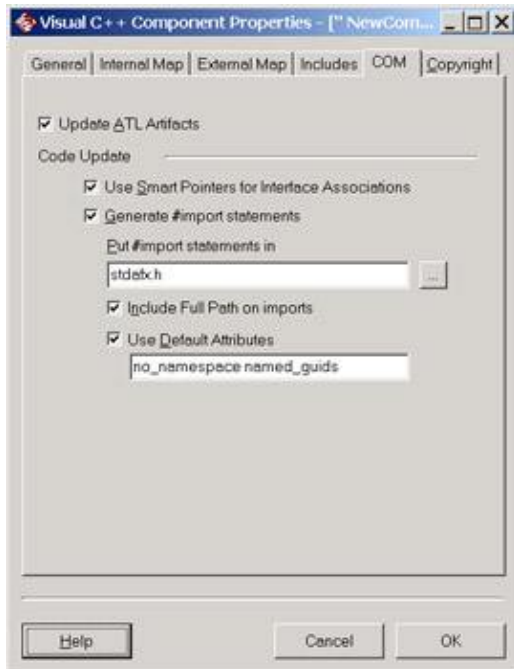 Visual C++ Component Properties - [" NewCom...
General Internal Map External Map Includes COM Copyright
Update ATL Artifacts
Code Update
Use Smart Pointers for Interface Associations
Generate #import statements
Put #import statements in
stdafx.h
...
Include Full Path on imports
Use Default Attributes
no_namespace named_guids
Help Cancel OK